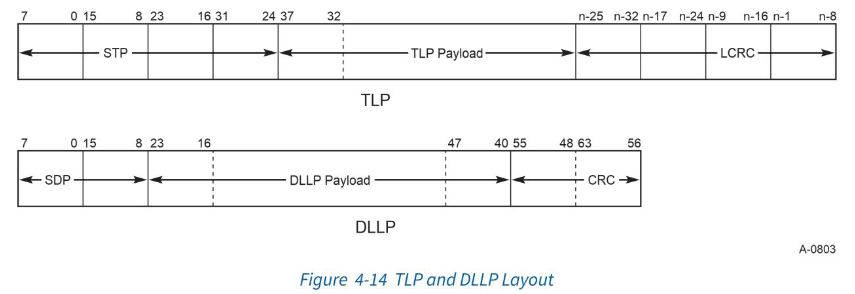 7 0 15 8 23 16 31 24 37 32 n-25 n-32 n-17 n-24 n-9 n-16 n-1 n-8
STP TLP Payload LCRC
TLP
7 0 15 8 23 16 47 40 55 48 63 56
SDP DLLP Payload CRC
DLLP
A-0803
Figure 4-14 TLP and DLLP Layout